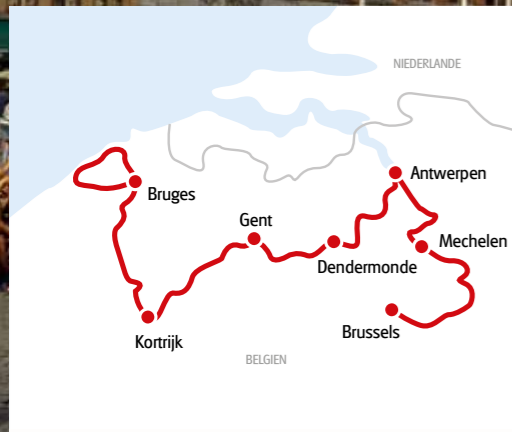 NIEDERLANDE
Antwerpen
Bruges
Gent
Mechelen
Dendermonde
Brussels
Kortrijk
BELGIEN